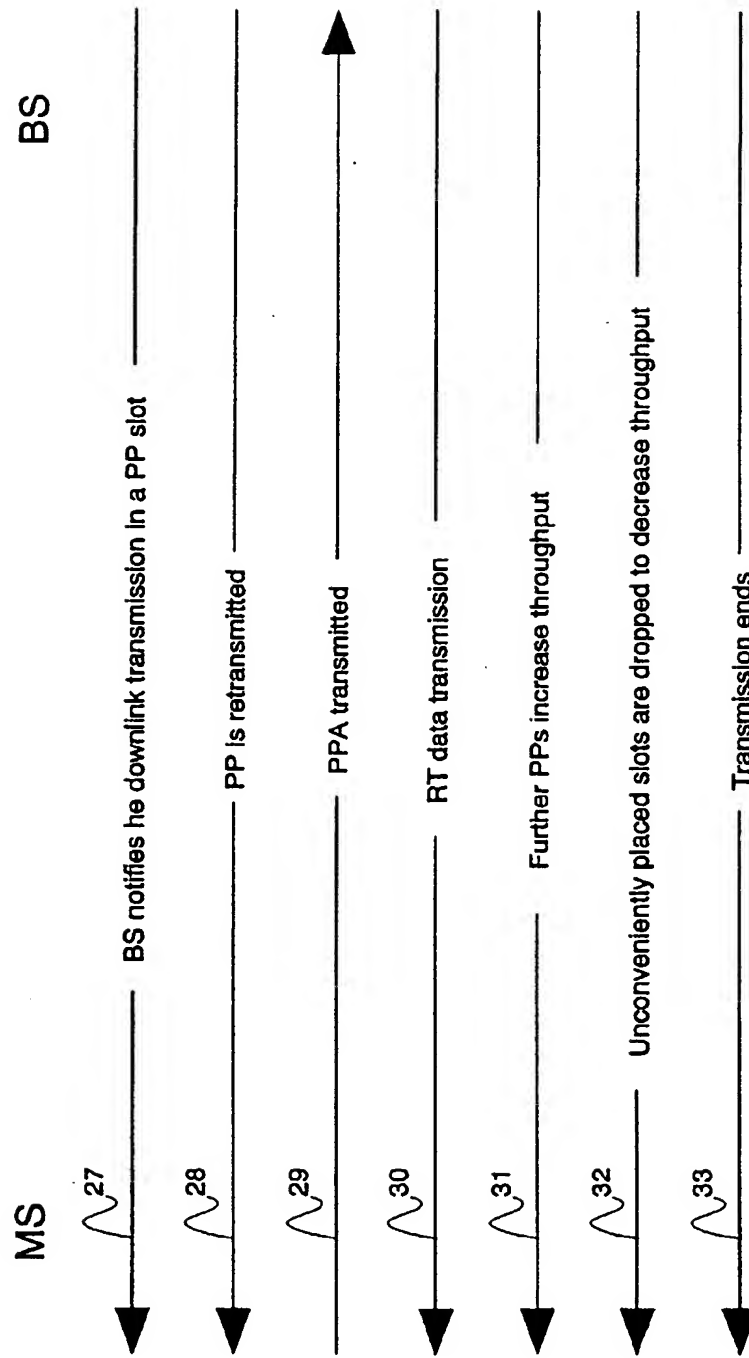 MS
BS
27
BS notifies he downlink transmission in a PP slot
28
PP is retransmitted
29
PPA transmitted
30
RT data transmission
31
Further PPs increase throughput
32
Unconveniently placed slots are dropped to decrease throughput
33
Transmission ends